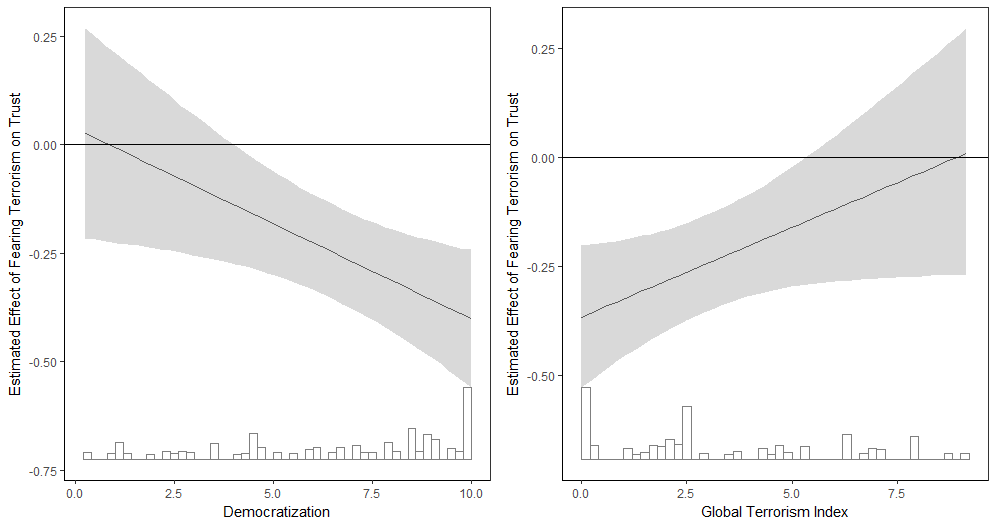 Estimated Effect of Fearing Terrorism on Trust
0.25
0.00
-0.25
-0.50
-0.75
0.0 2.5 5.0 7.5 10.0
Democratization
Estimated Effect of Fearing Terrorism on Trust
0.25
0.00
-0.25
-0.50
0.0 2.5 5.0 7.5
Global Terrorism Index